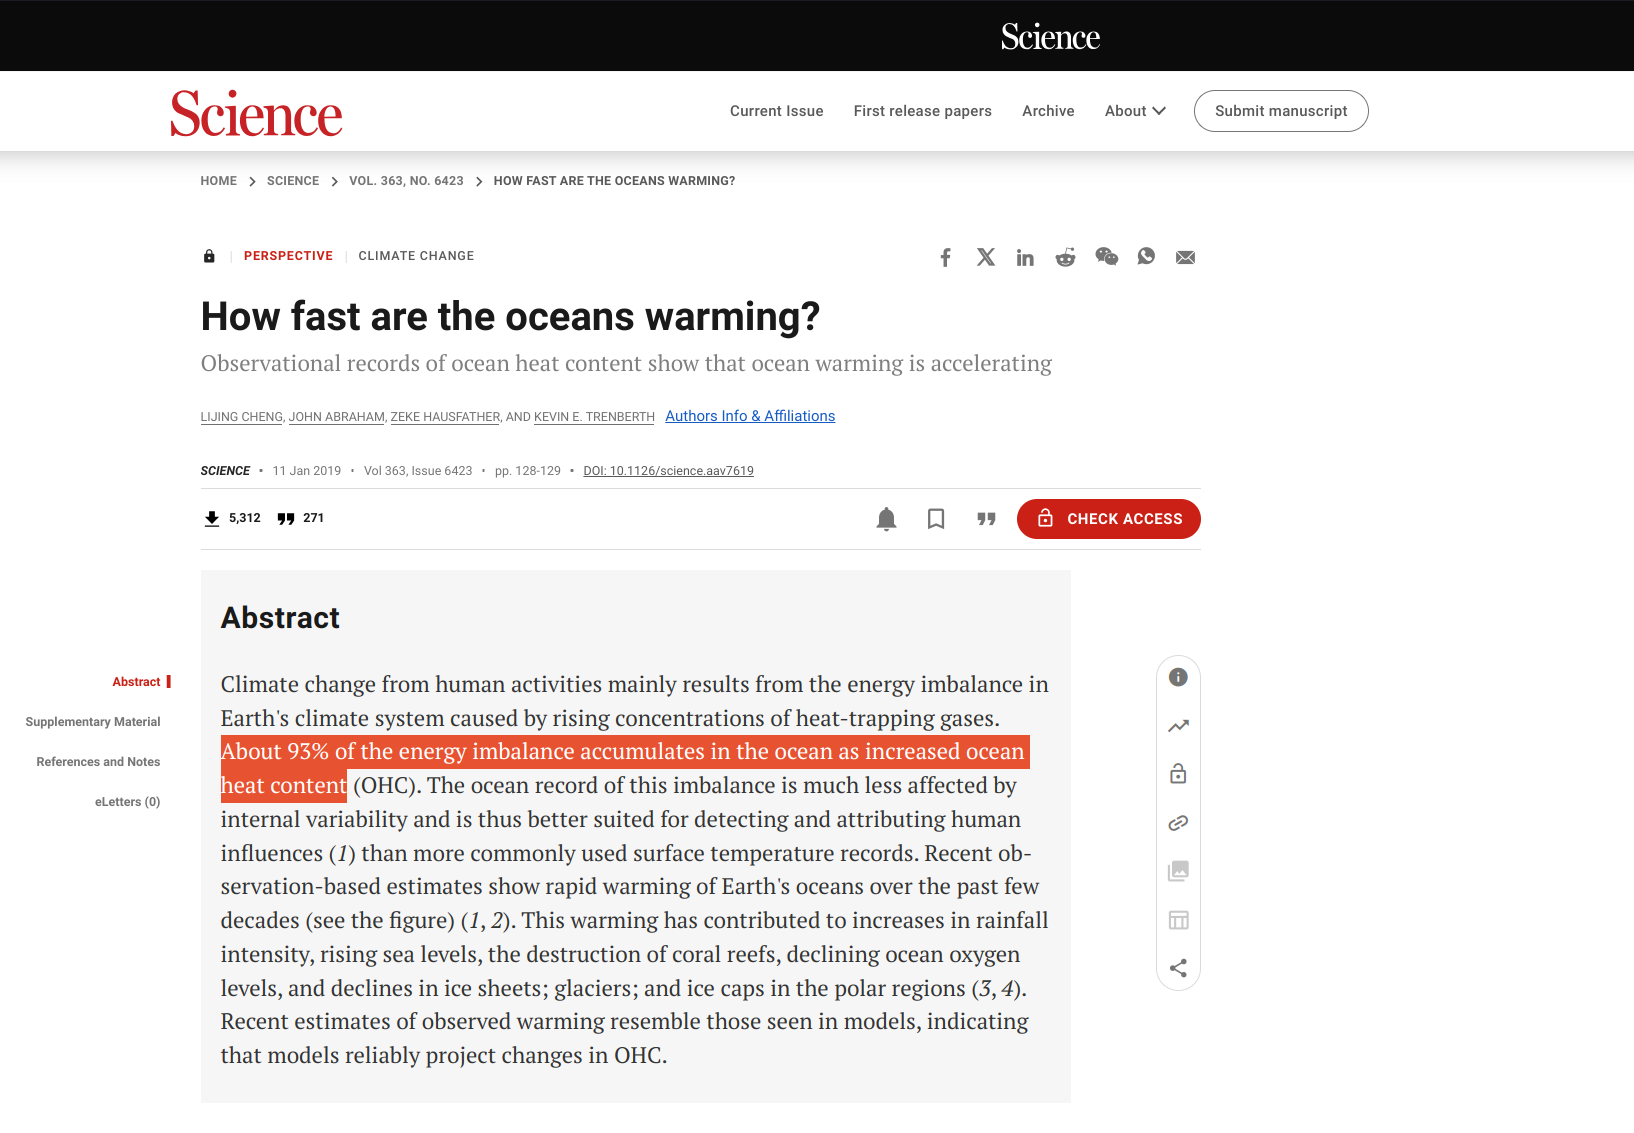 Science
Science
Current Issue
First release papers
Archive
About
Submit manuscript
HOME > SCIENCE > VOL. 363, NO. 6423 > HOW FAST ARE THE OCEANS WARMING?
PERSPECTIVE | CLIMATE CHANGE
How fast are the oceans warming?
Observational records of ocean heat content show that ocean warming is accelerating
LIJING CHENG, JOHN ABRAHAM, ZEKE HAUSFATHER, AND KEVIN E. TRENBERTH Authors Info & Affiliations
SCIENCE • 11 Jan 2019 • Vol 363, Issue 6423 • pp. 128-129 • DOI: 10.1126/science.aav7619
5,312 271
CHECK ACCESS
Abstract
Supplementary Material
References and Notes
eLetters (0)
Abstract
Climate change from human activities mainly results from the energy imbalance in
Earth's climate system caused by rising concentrations of heat-trapping gases.
About 93% of the energy imbalance accumulates in the ocean as increased ocean
heat content (OHC). The ocean record of this imbalance is much less affected by
internal variability and is thus better suited for detecting and attributing human
influences (1) than more commonly used surface temperature records. Recent ob-
servation-based estimates show rapid warming of Earth's oceans over the past few
decades (see the figure) (1, 2). This warming has contributed to increases in rainfall
intensity, rising sea levels, the destruction of coral reefs, declining ocean oxygen
levels, and declines in ice sheets; glaciers; and ice caps in the polar regions (3, 4).
Recent estimates of observed warming resemble those seen in models, indicating
that models reliably project changes in OHC.